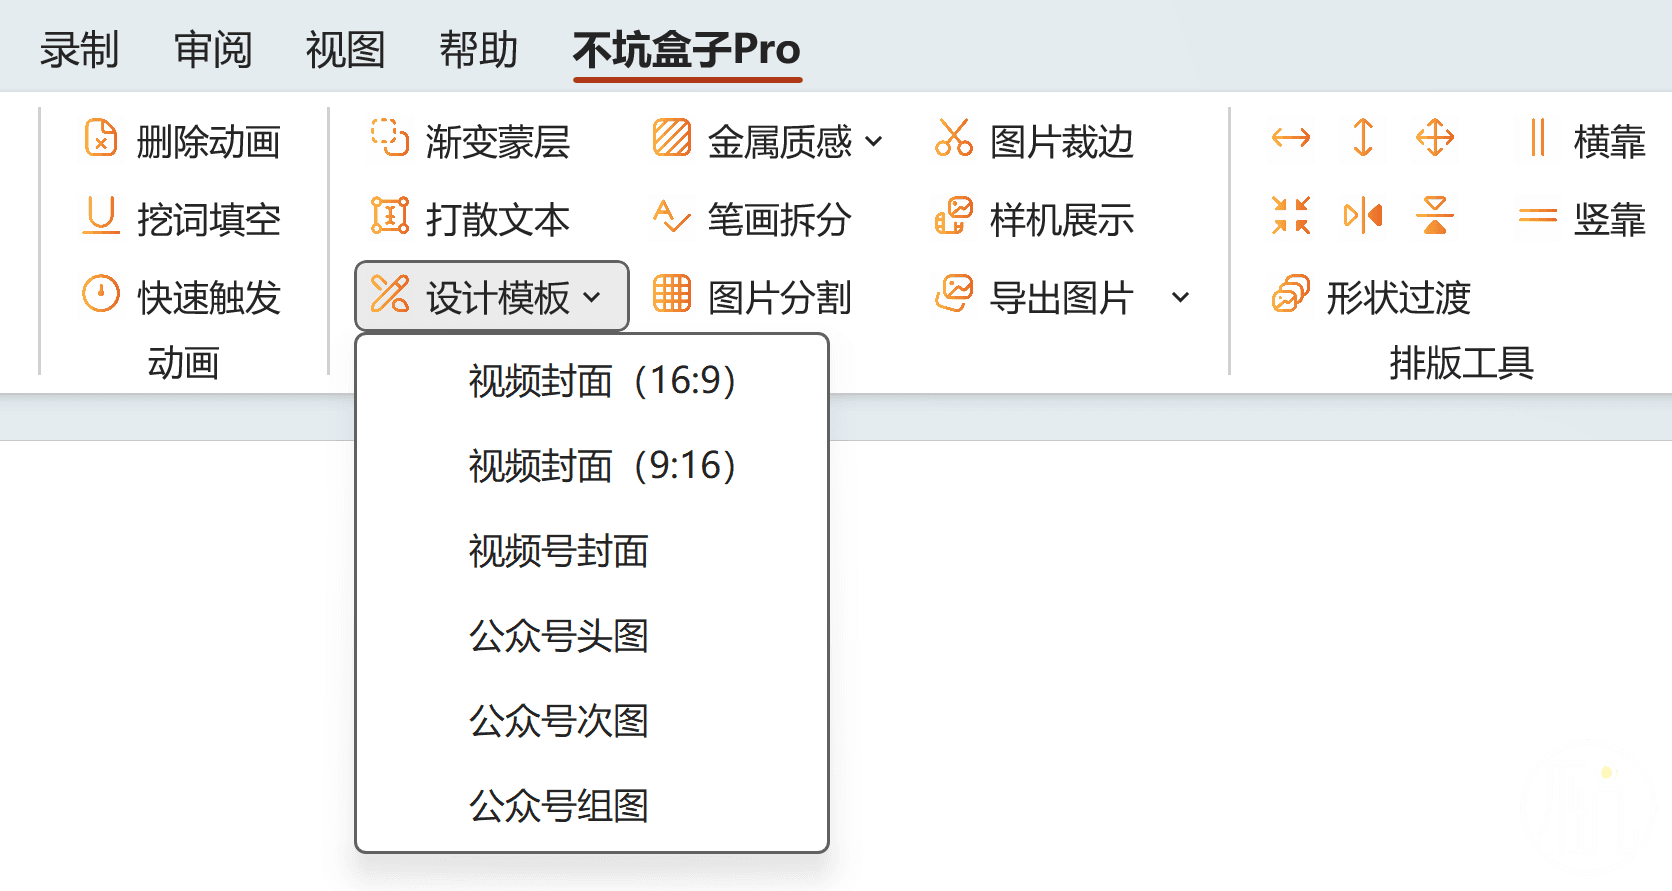 录制 审阅 视图 帮助 不坑盒子Pro
删除动画 渐变蒙层 金属质感 图片裁边 横靠
挖词填空 打散文本 笔画拆分 样机展示 竖靠
快速触发 设计模板 图片分割 导出图片 形状过渡
动画 排版工具
视频封面（16:9）
视频封面（9:16）
视频号封面
公众号头图
公众号次图
公众号组图